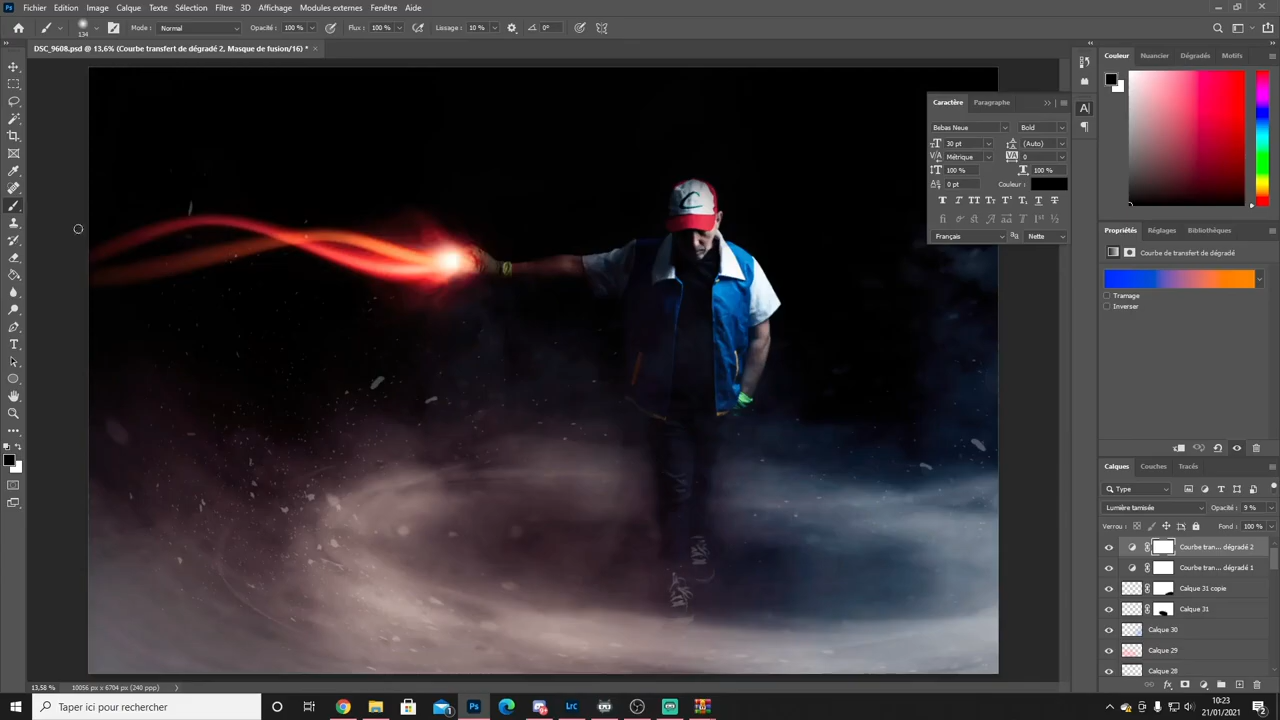 Fichier Edition Image Calque Texte Sélection Filtre 3D Affichage Modules externes Fenêtre Aide
134 Mode : Normal Opacité : 100 % Flux : 100 % Lissage : 10 % 0°
DSC_9608.psd @ 13,6% (Courbe transfert de dégradé 2, Masque de fusion/16) *
Couleur Nuancier Dégradés Motifs
Caractère Paragraphe
Bebas Neue Bold
30 pt (Auto)
Métrique 0
100 % 100 %
0 pt Couleur :
Français Nette
Propriétés Réglages Bibliothèques
Courbe de transfert de dégradé
Tramage
Inverser
Calques Couches Tracés
Type
Lumière tamisée Opacité : 9 %
Verrou : Fond : 100 %
Courbe tran... dégradé 2
Courbe tran... dégradé 1
Calque 31 copie
Calque 31
Calque 30
Calque 29
Calque 28
13,58 % 10056 px x 6704 px (240 ppp)
Taper ici pour rechercher
10:23
21/01/2021